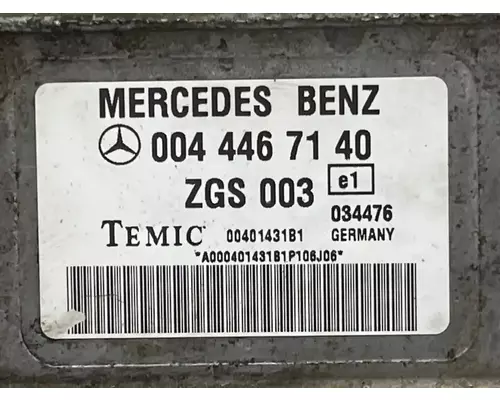 MERCEDES BENZ
004 446 71 40
ZGS 003 e1
034476
TEMIC 00401431B1 GERMANY
*A000401431B1P106J06*